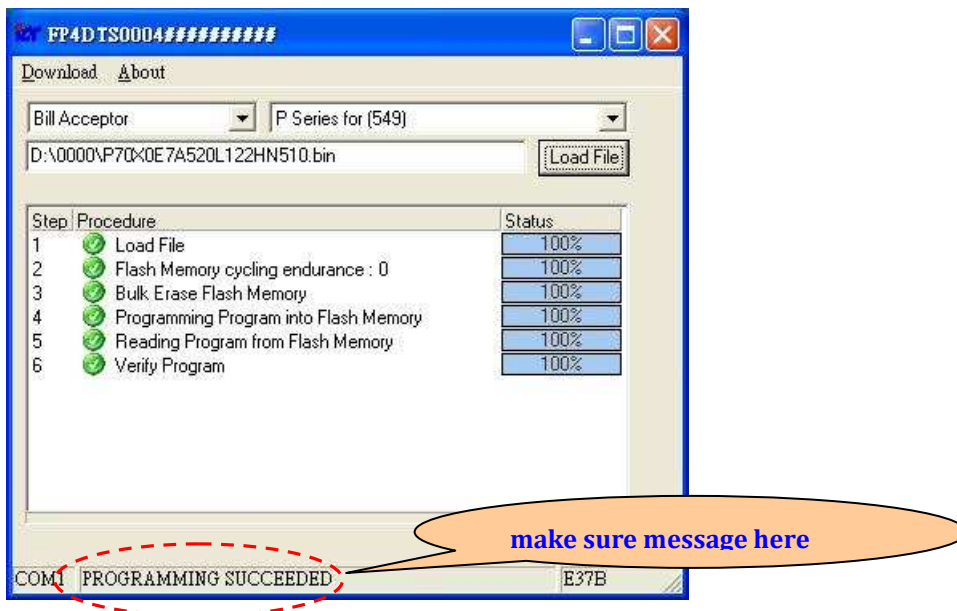 FP4DTS0004##########
Download About
Bill Acceptor P Series for (549)
D:\0000\P70X0E7A520L122HN510.bin Load File
Step Procedure Status
1 Load File 100%
2 Flash Memory cycling endurance : 0 100%
3 Bulk Erase Flash Memory 100%
4 Programming Program into Flash Memory 100%
5 Reading Program from Flash Memory 100%
6 Verify Program 100%
make sure message here
COM1 PROGRAMMING SUCCEEDED E37B